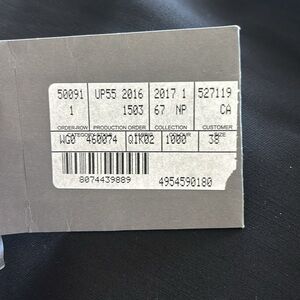 50091 UP55 2016 2017 1 527119
1 1503 67 NP CA
ORDER-ROW PRODUCTION ORDER COLLECTION CUSTOMER
WG0 460074 Q1K02 1000 38
8074439889 4954590180